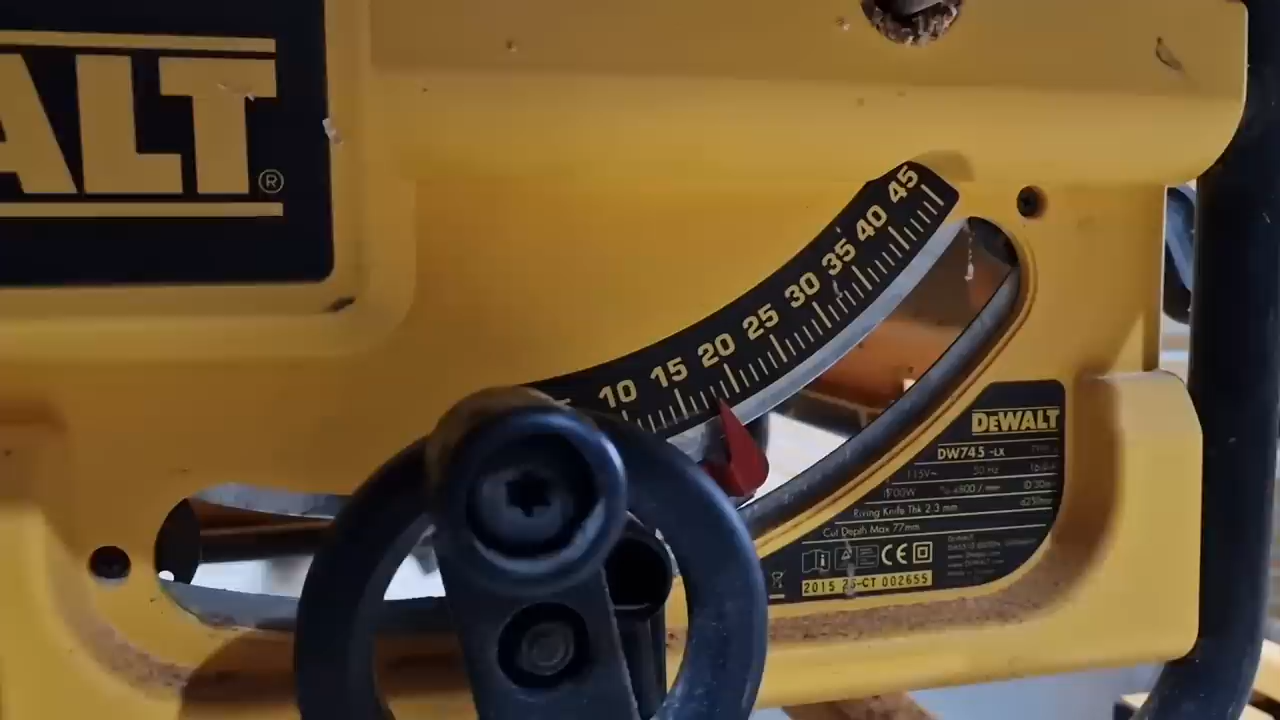 ALT®
10 15 20 25 30 35 40 45
DEWALT
DW745 -LX
115V~ 50 Hz
Riving Knife Thk 2.3 mm
Cut Depth Max 77mm
CE
2015 25-CT 002655